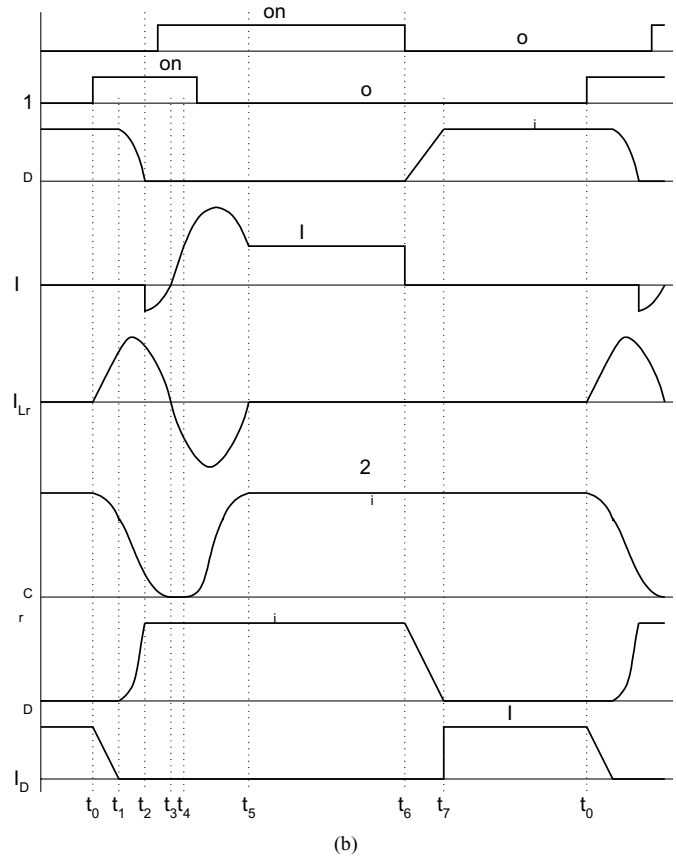 on
o
on
1
o
i
D
I
I
I_Lr
2
i
C
r
i
D
I
I_D
t_0 t_1 t_2 t_3 t_4 t_5 t_6 t_7 t_0
(b)